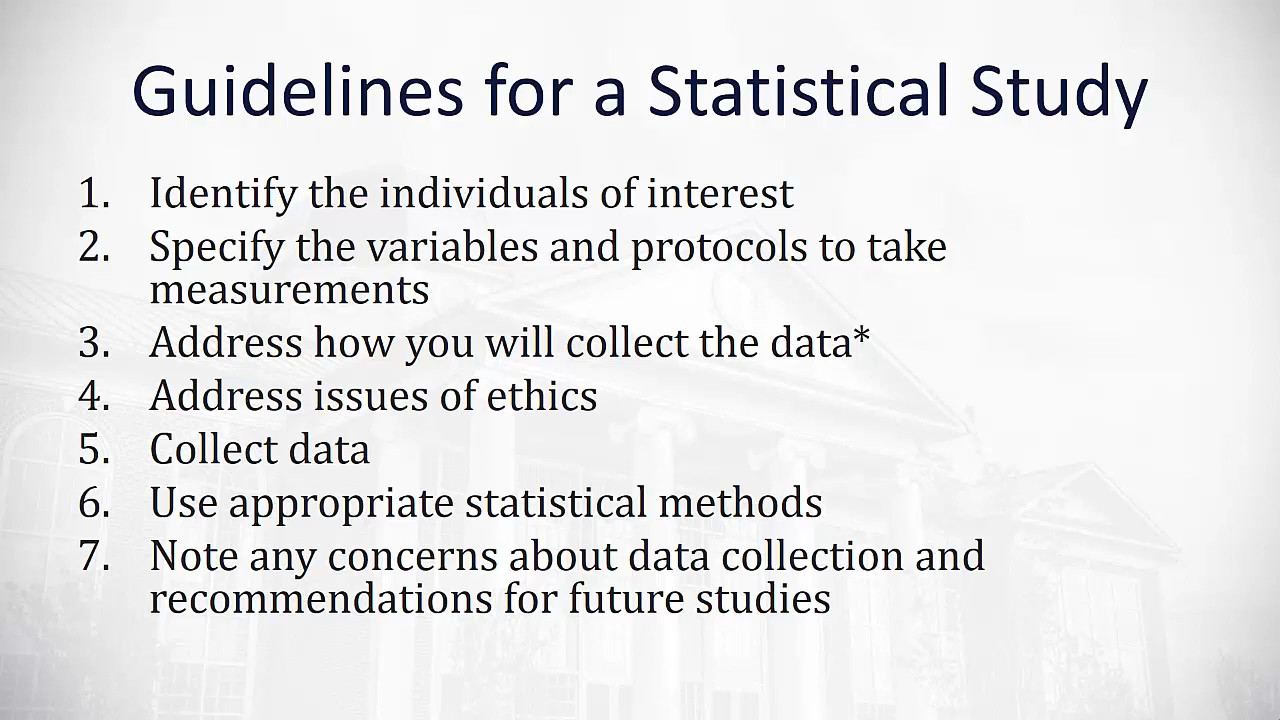 Guidelines for a Statistical Study
1. Identify the individuals of interest
2. Specify the variables and protocols to take
measurements
3. Address how you will collect the data*
4. Address issues of ethics
5. Collect data
6. Use appropriate statistical methods
7. Note any concerns about data collection and
recommendations for future studies